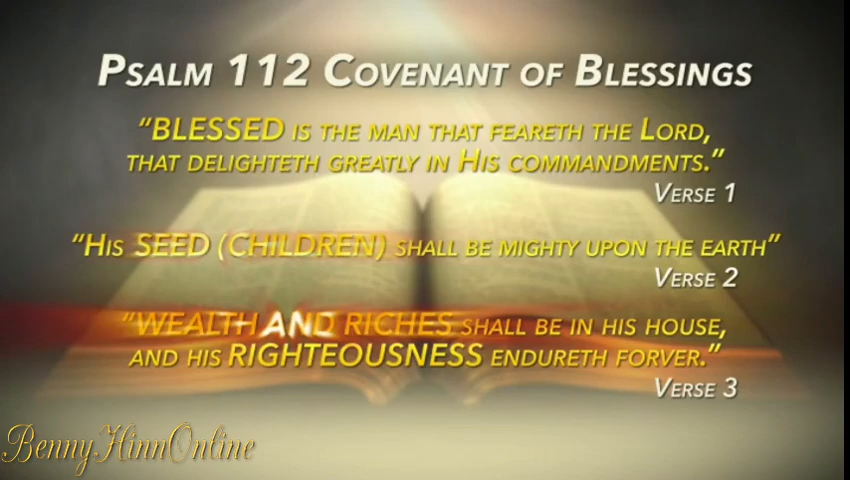 Psalm 112 Covenant of Blessings
"BLESSED is the man that feareth the Lord,
that delighteth greatly in His commandments."
Verse 1
"His SEED (CHILDREN) shall be mighty upon the earth"
Verse 2
"WEALTH AND RICHES shall be in his house,
and his RIGHTEOUSNESS endureth forver."
Verse 3
BennyHinnOnline